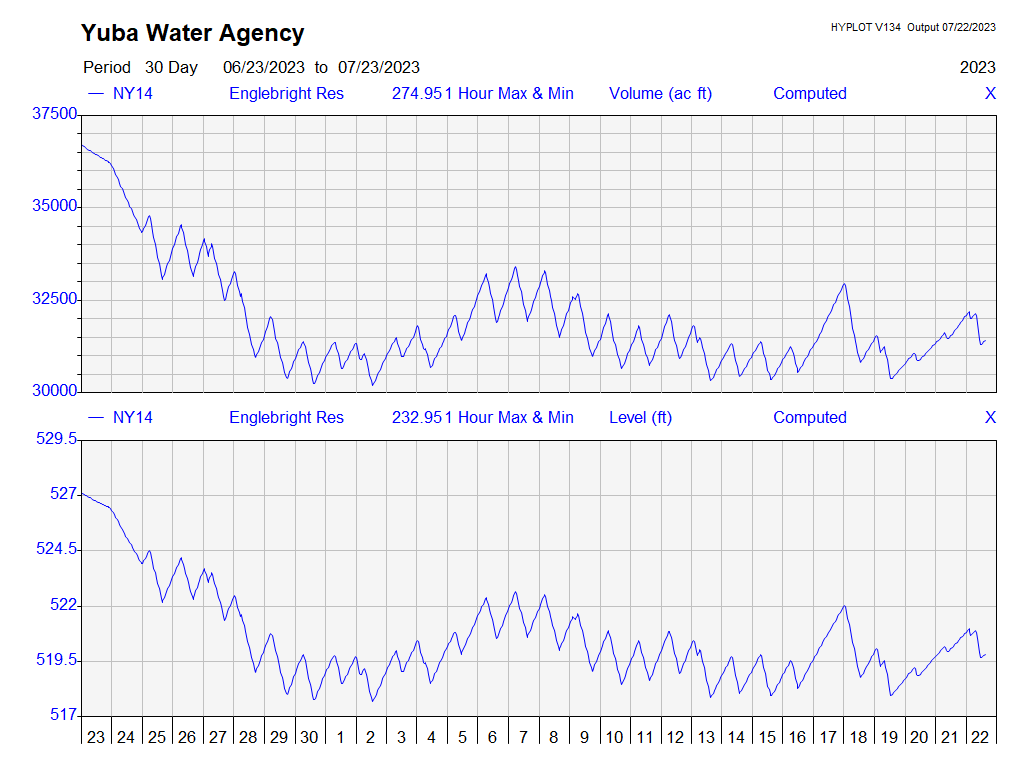 Yuba Water Agency
HYPLOT V134 Output 07/22/2023
Period 30 Day 06/23/2023 to 07/23/2023
2023
NY14 Englebright Res 274.951 Hour Max & Min Volume (ac ft) Computed X
37500
35000
32500
30000
NY14 Englebright Res 232.951 Hour Max & Min Level (ft) Computed X
529.5
527
524.5
522
519.5
517
23 24 25 26 27 28 29 30 1 2 3 4 5 6 7 8 9 10 11 12 13 14 15 16 17 18 19 20 21 22